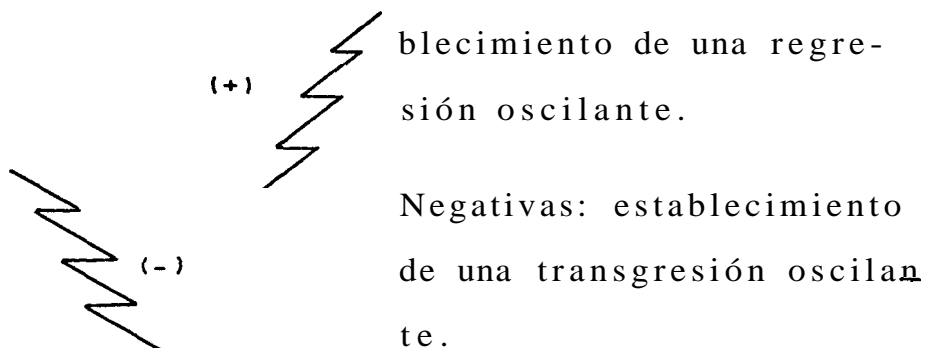 blecimiento de una regre-
(+)
sión oscilante.
Negativas: establecimiento
(-)
de una transgresión oscilan
te.